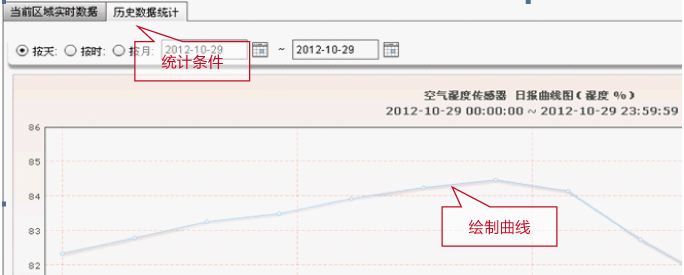 当前区域实时数据 历史数据统计
按天: 按时: 按月: 2012-10-29 ~ 2012-10-29
统计条件
空气湿度传感器 日报曲线图(湿度 %)
2012-10-29 00:00:00 ~ 2012-10-29 23:59:59
86
85
84
83
绘制曲线
82